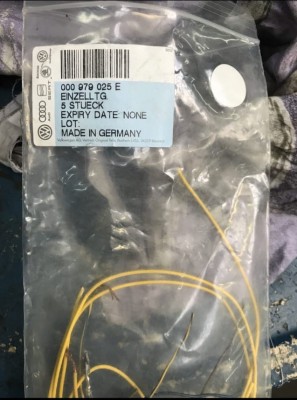 000 979 025 E
EINZELLTG.
5 STUECK
EXPIRY DATE: NONE
LOT:
MADE IN GERMANY